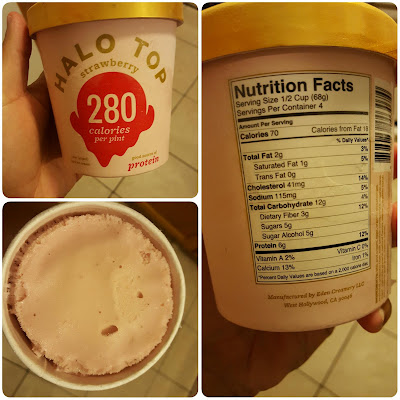 HALO TOP
strawberry
280
calories
per pint
protein
Nutrition Facts
Serving Size 1/2 Cup (68g)
Servings Per Container 4
Amount Per Serving
Calories 70 Calories from Fat 18
% Daily Values*
Total Fat 2g 3%
Saturated Fat 1g 5%
Trans Fat 0g
Cholesterol 41mg 14%
Sodium 115mg 5%
Total Carbohydrate 12g 4%
Dietary Fiber 3g 12%
Sugars 5g
Sugar Alcohol 5g
Protein 6g 12%
Vitamin A 2% Vitamin C 0%
Calcium 13% Iron 1%
*Percent Daily Values are based on a 2,000 calorie diet.
Manufactured by Eden Creamery LLC
West Hollywood, CA